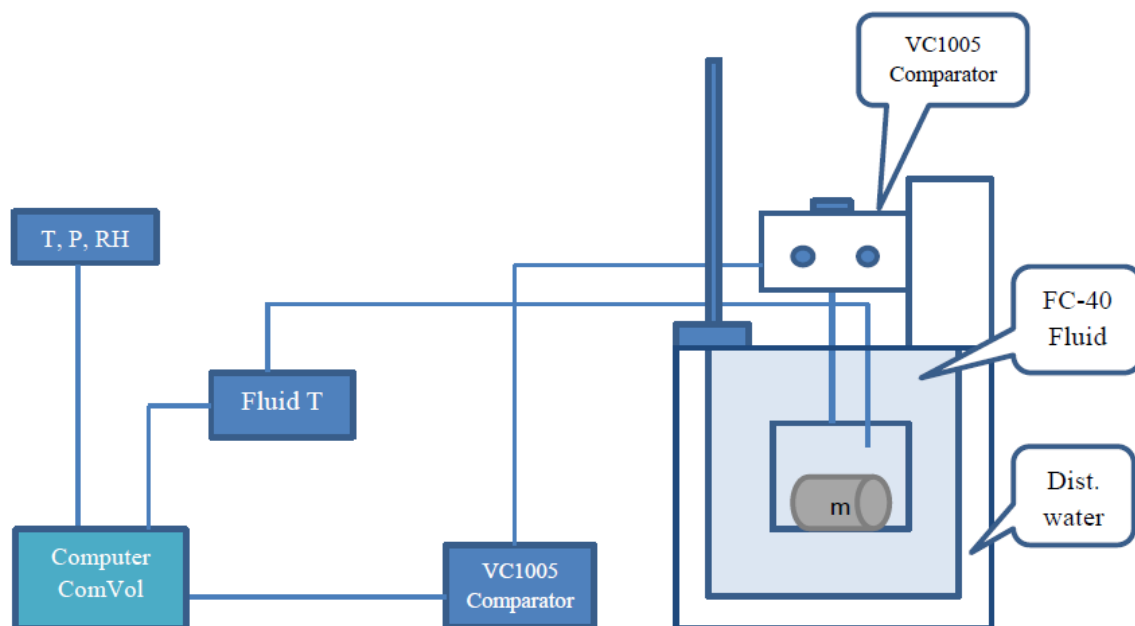 VC1005
Comparator
T, P, RH
FC-40
Fluid
Fluid T
m
Dist.
water
Computer
ComVol
VC1005
Comparator